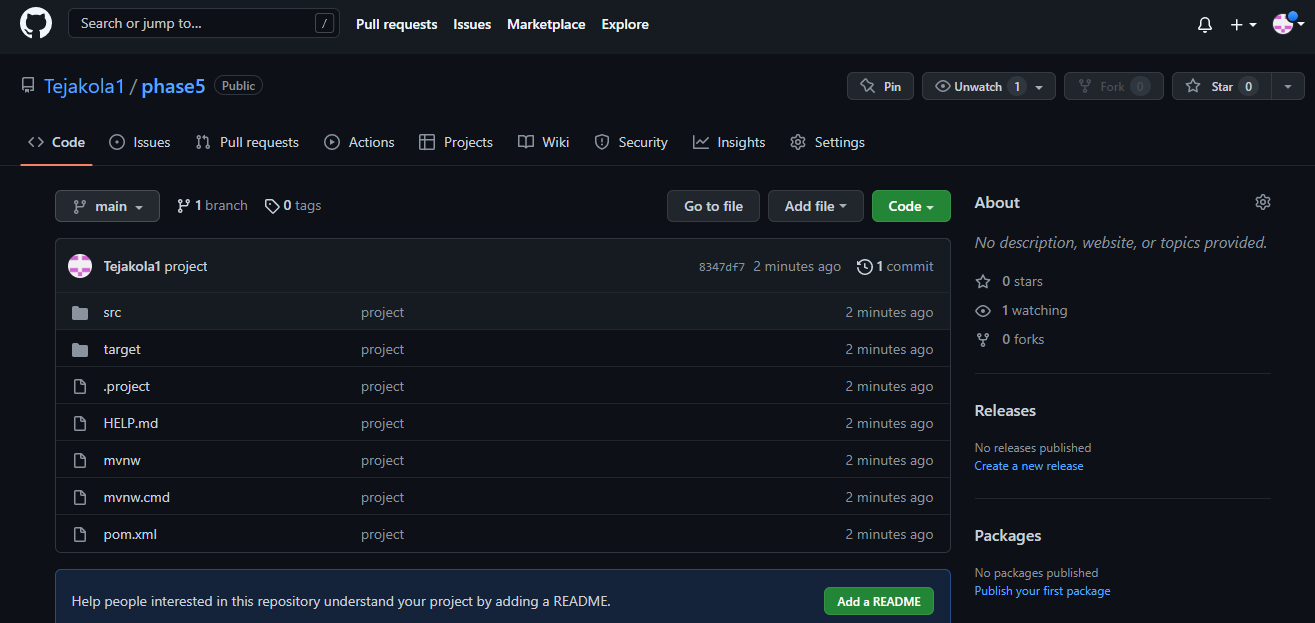 Search or jump to... /
Pull requests Issues Marketplace Explore
Tejakola1 / phase5 Public
Pin Unwatch 1 Fork 0 Star 0
Code Issues Pull requests Actions Projects Wiki Security Insights Settings
main 1 branch 0 tags Go to file Add file Code
Tejakola1 project 8347df7 2 minutes ago 1 commit
src project 2 minutes ago
target project 2 minutes ago
.project project 2 minutes ago
HELP.md project 2 minutes ago
mvnw project 2 minutes ago
mvnw.cmd project 2 minutes ago
pom.xml project 2 minutes ago
Help people interested in this repository understand your project by adding a README. Add a README
About
No description, website, or topics provided.
0 stars
1 watching
0 forks
Releases
No releases published
Create a new release
Packages
No packages published
Publish your first package